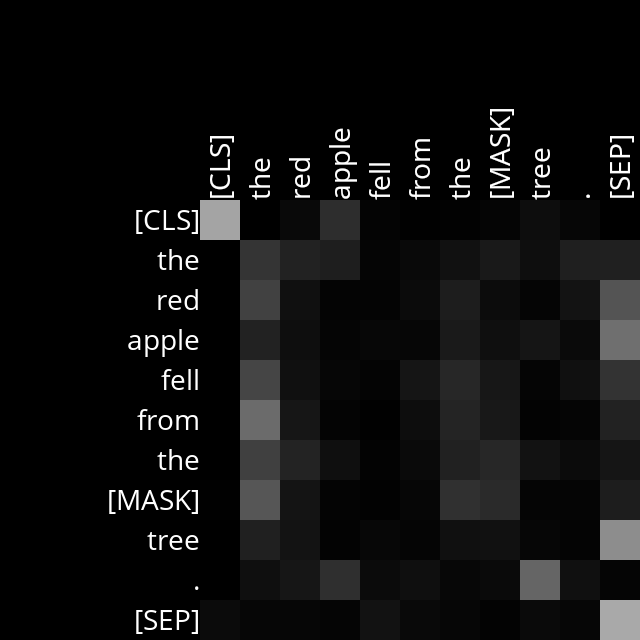 [CLS] the red apple fell from the [MASK] tree . [SEP]
[CLS]
the
red
apple
fell
from
the
[MASK]
tree
.
[SEP]